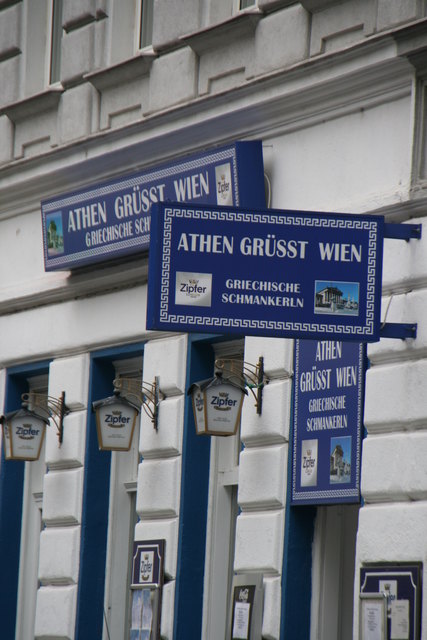 ATHEN GRÜSST WIEN
GRIECHISCHE
Zipfer
ATHEN GRÜSST WIEN
Zipfer
GRIECHISCHE
SCHMANKERLN
ATHEN
GRÜSST WIEN
GRIECHISCHE
SCHMANKERLN
Zipfer
Zipfer
Zipfer
Zipfer
Zipfer